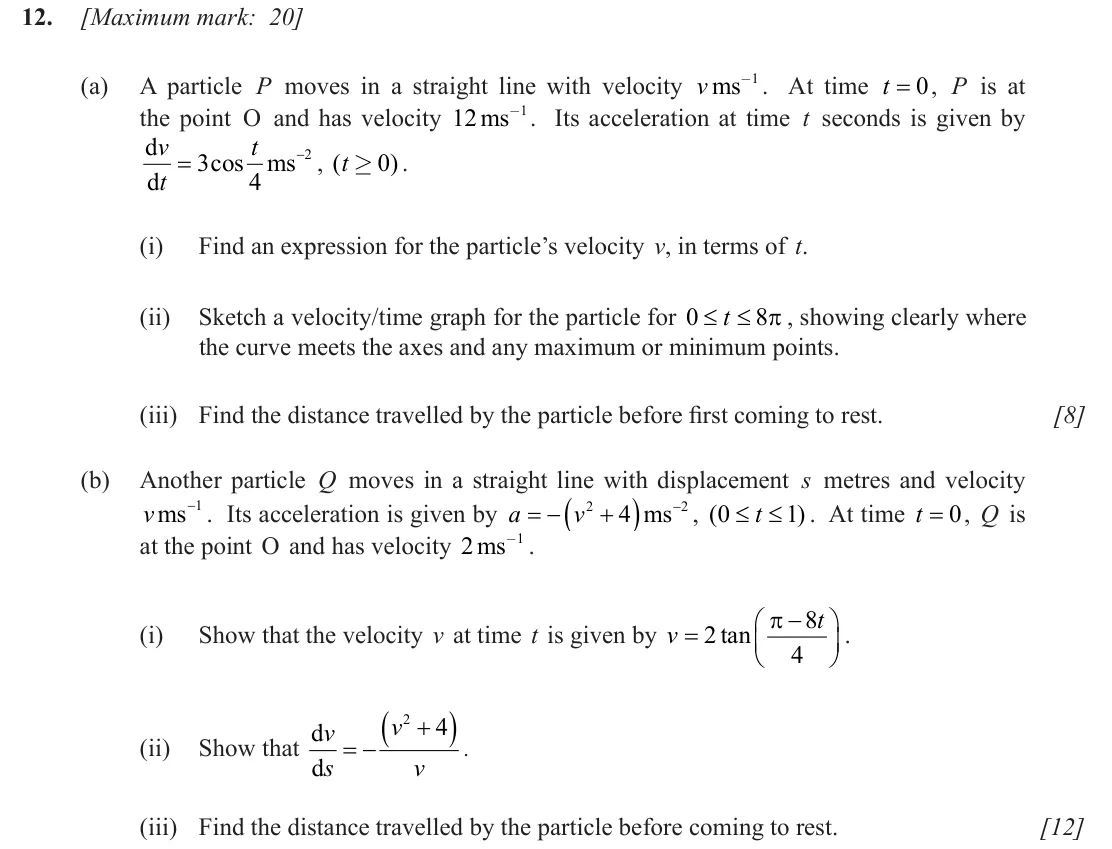 12. [Maximum mark: 20]
(a) A particle P moves in a straight line with velocity v ms⁻¹. At time t = 0, P is at
the point O and has velocity 12 ms⁻¹. Its acceleration at time t seconds is given by
dv/dt = 3cos t/4 ms⁻², (t ≥ 0).
(i) Find an expression for the particle's velocity v, in terms of t.
(ii) Sketch a velocity/time graph for the particle for 0 ≤ t ≤ 8π, showing clearly where
the curve meets the axes and any maximum or minimum points.
(iii) Find the distance travelled by the particle before first coming to rest. [8]
(b) Another particle Q moves in a straight line with displacement s metres and velocity
v ms⁻¹. Its acceleration is given by a = −(v² + 4) ms⁻², (0 ≤ t ≤ 1). At time t = 0, Q is
at the point O and has velocity 2 ms⁻¹.
(i) Show that the velocity v at time t is given by v = 2 tan((π − 8t)/4).
(ii) Show that dv/ds = −(v² + 4)/v.
(iii) Find the distance travelled by the particle before coming to rest. [12]